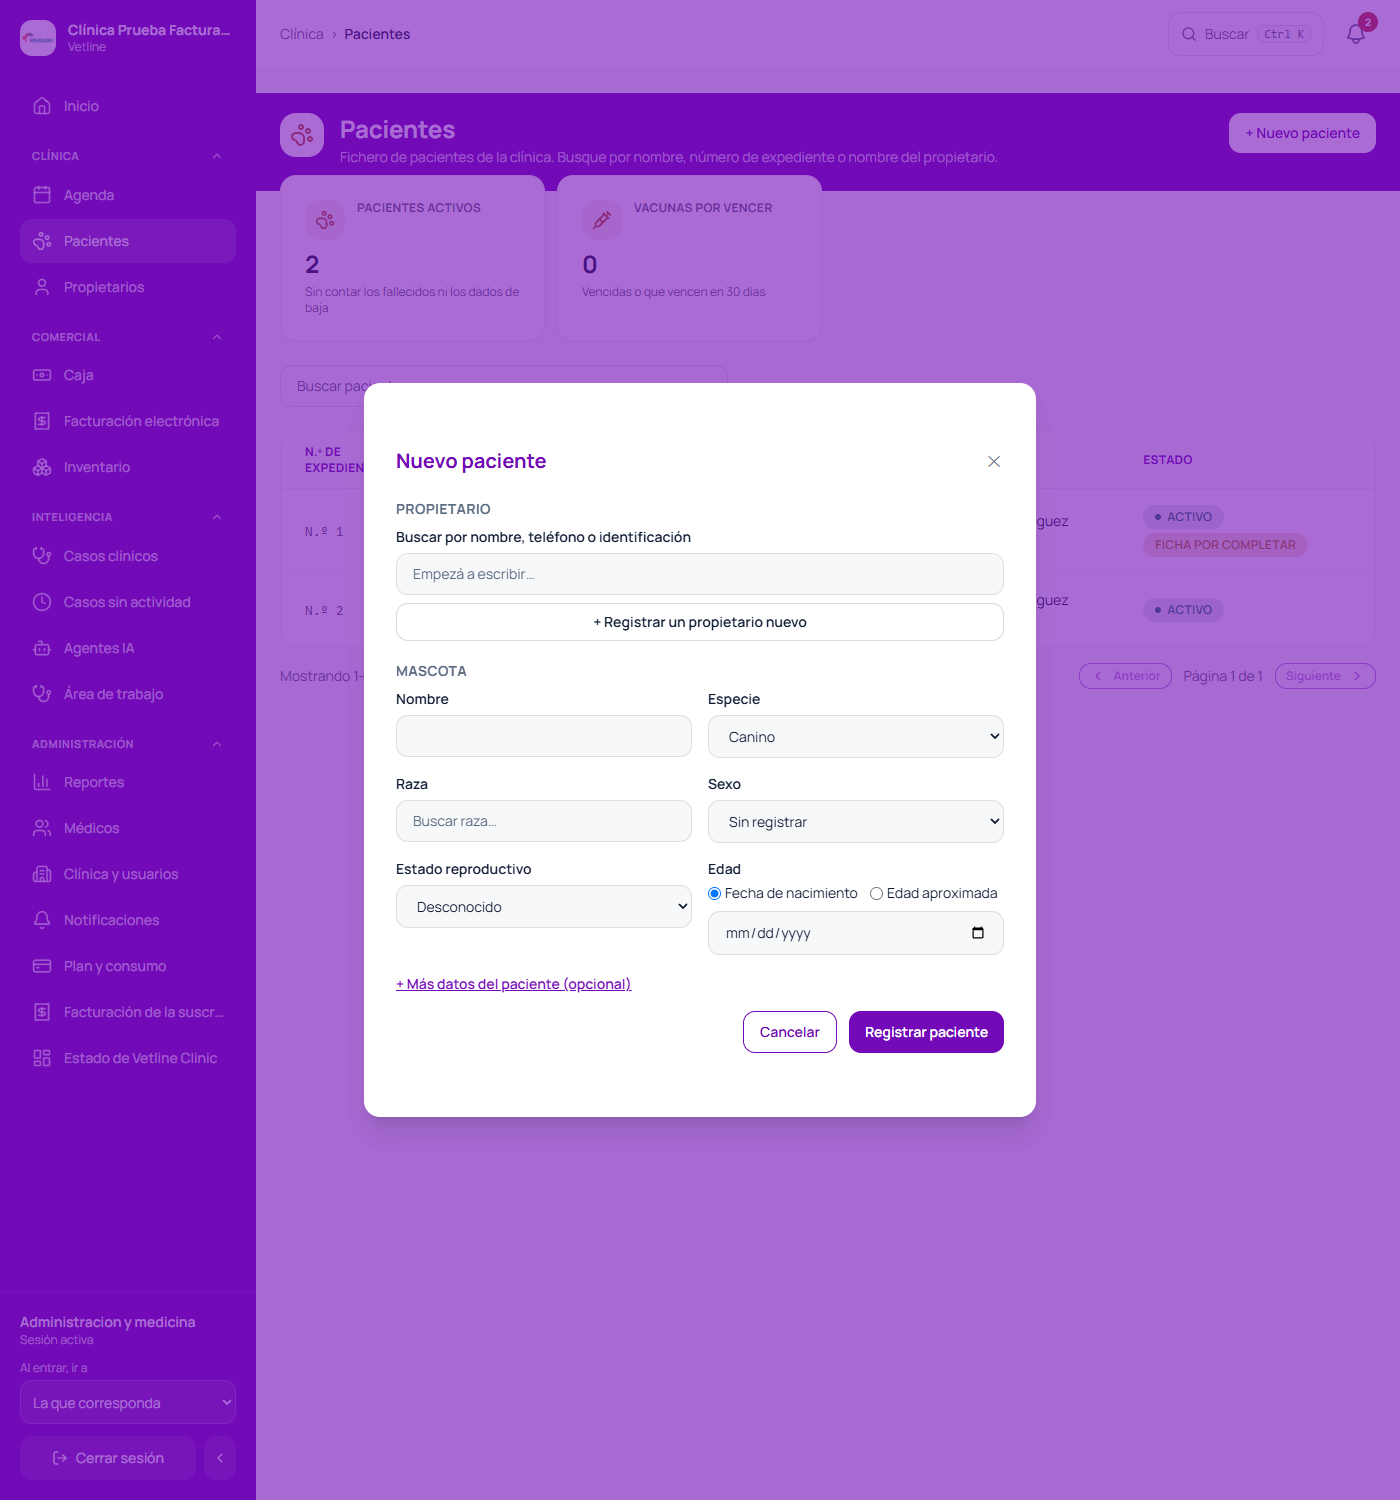 Clínica Prueba Factura...
Vetline
Inicio
CLÍNICA
Agenda
Pacientes
Propietarios
COMERCIAL
Caja
Facturación electrónica
Inventario
INTELIGENCIA
Casos clínicos
Casos sin actividad
Agentes IA
Área de trabajo
ADMINISTRACIÓN
Reportes
Médicos
Clínica y usuarios
Notificaciones
Plan y consumo
Facturación de la suscr...
Estado de Vetline Clinic
Administracion y medicina
Sesión activa
Al entrar, ir a
La que corresponda
Cerrar sesión
Clínica > Pacientes
Buscar Ctrl K
2
Pacientes
Fichero de pacientes de la clínica. Busque por nombre, número de expediente o nombre del propietario.
+ Nuevo paciente
PACIENTES ACTIVOS
2
Sin contar los fallecidos ni los dados de
baja
VACUNAS POR VENCER
0
Vencidas o que vencen en 30 días
Buscar
N.º DE
ESTADO
N.º 1
ACTIVO
FICHA POR COMPLETAR
N.º 2
ACTIVO
Mostrando 1-
Anterior Página 1 de 1 Siguiente
Nuevo paciente
PROPIETARIO
Buscar por nombre, teléfono o identificación
Empezá a escribir...
+ Registrar un propietario nuevo
MASCOTA
Nombre
Especie
Canino
Raza
Buscar raza...
Sexo
Sin registrar
Estado reproductivo
Desconocido
Edad
Fecha de nacimiento Edad aproximada
mm/dd/yyyy
+ Más datos del paciente (opcional)
Cancelar
Registrar paciente